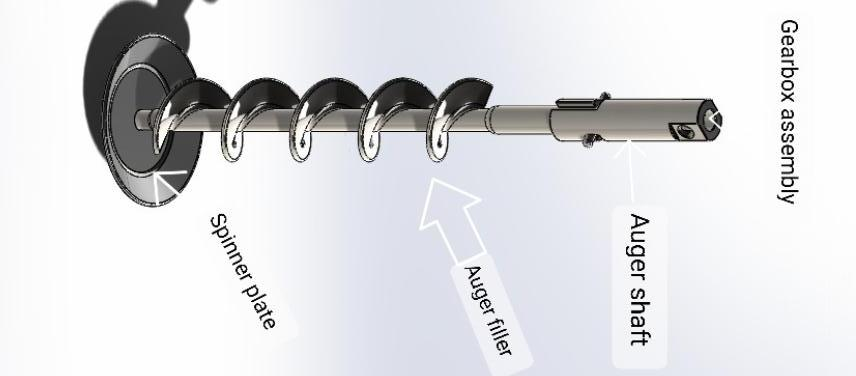 Gearbox assembly
Auger shaft
Auger filler
Spinner plate